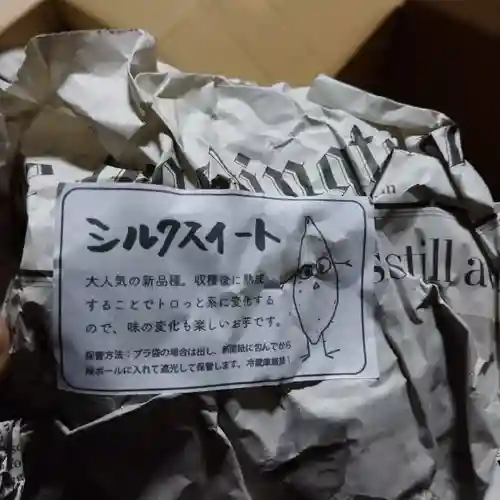 シルクスイート
大人気の新品種。収穫後に熟成
することでトロっと系に変化する
ので、味の変化も楽しいお芋です。
保管方法:プラ袋の場合は出し、新聞紙に包んでから
段ボールに入れて遮光して保管します。冷蔵庫厳禁!
sstill a